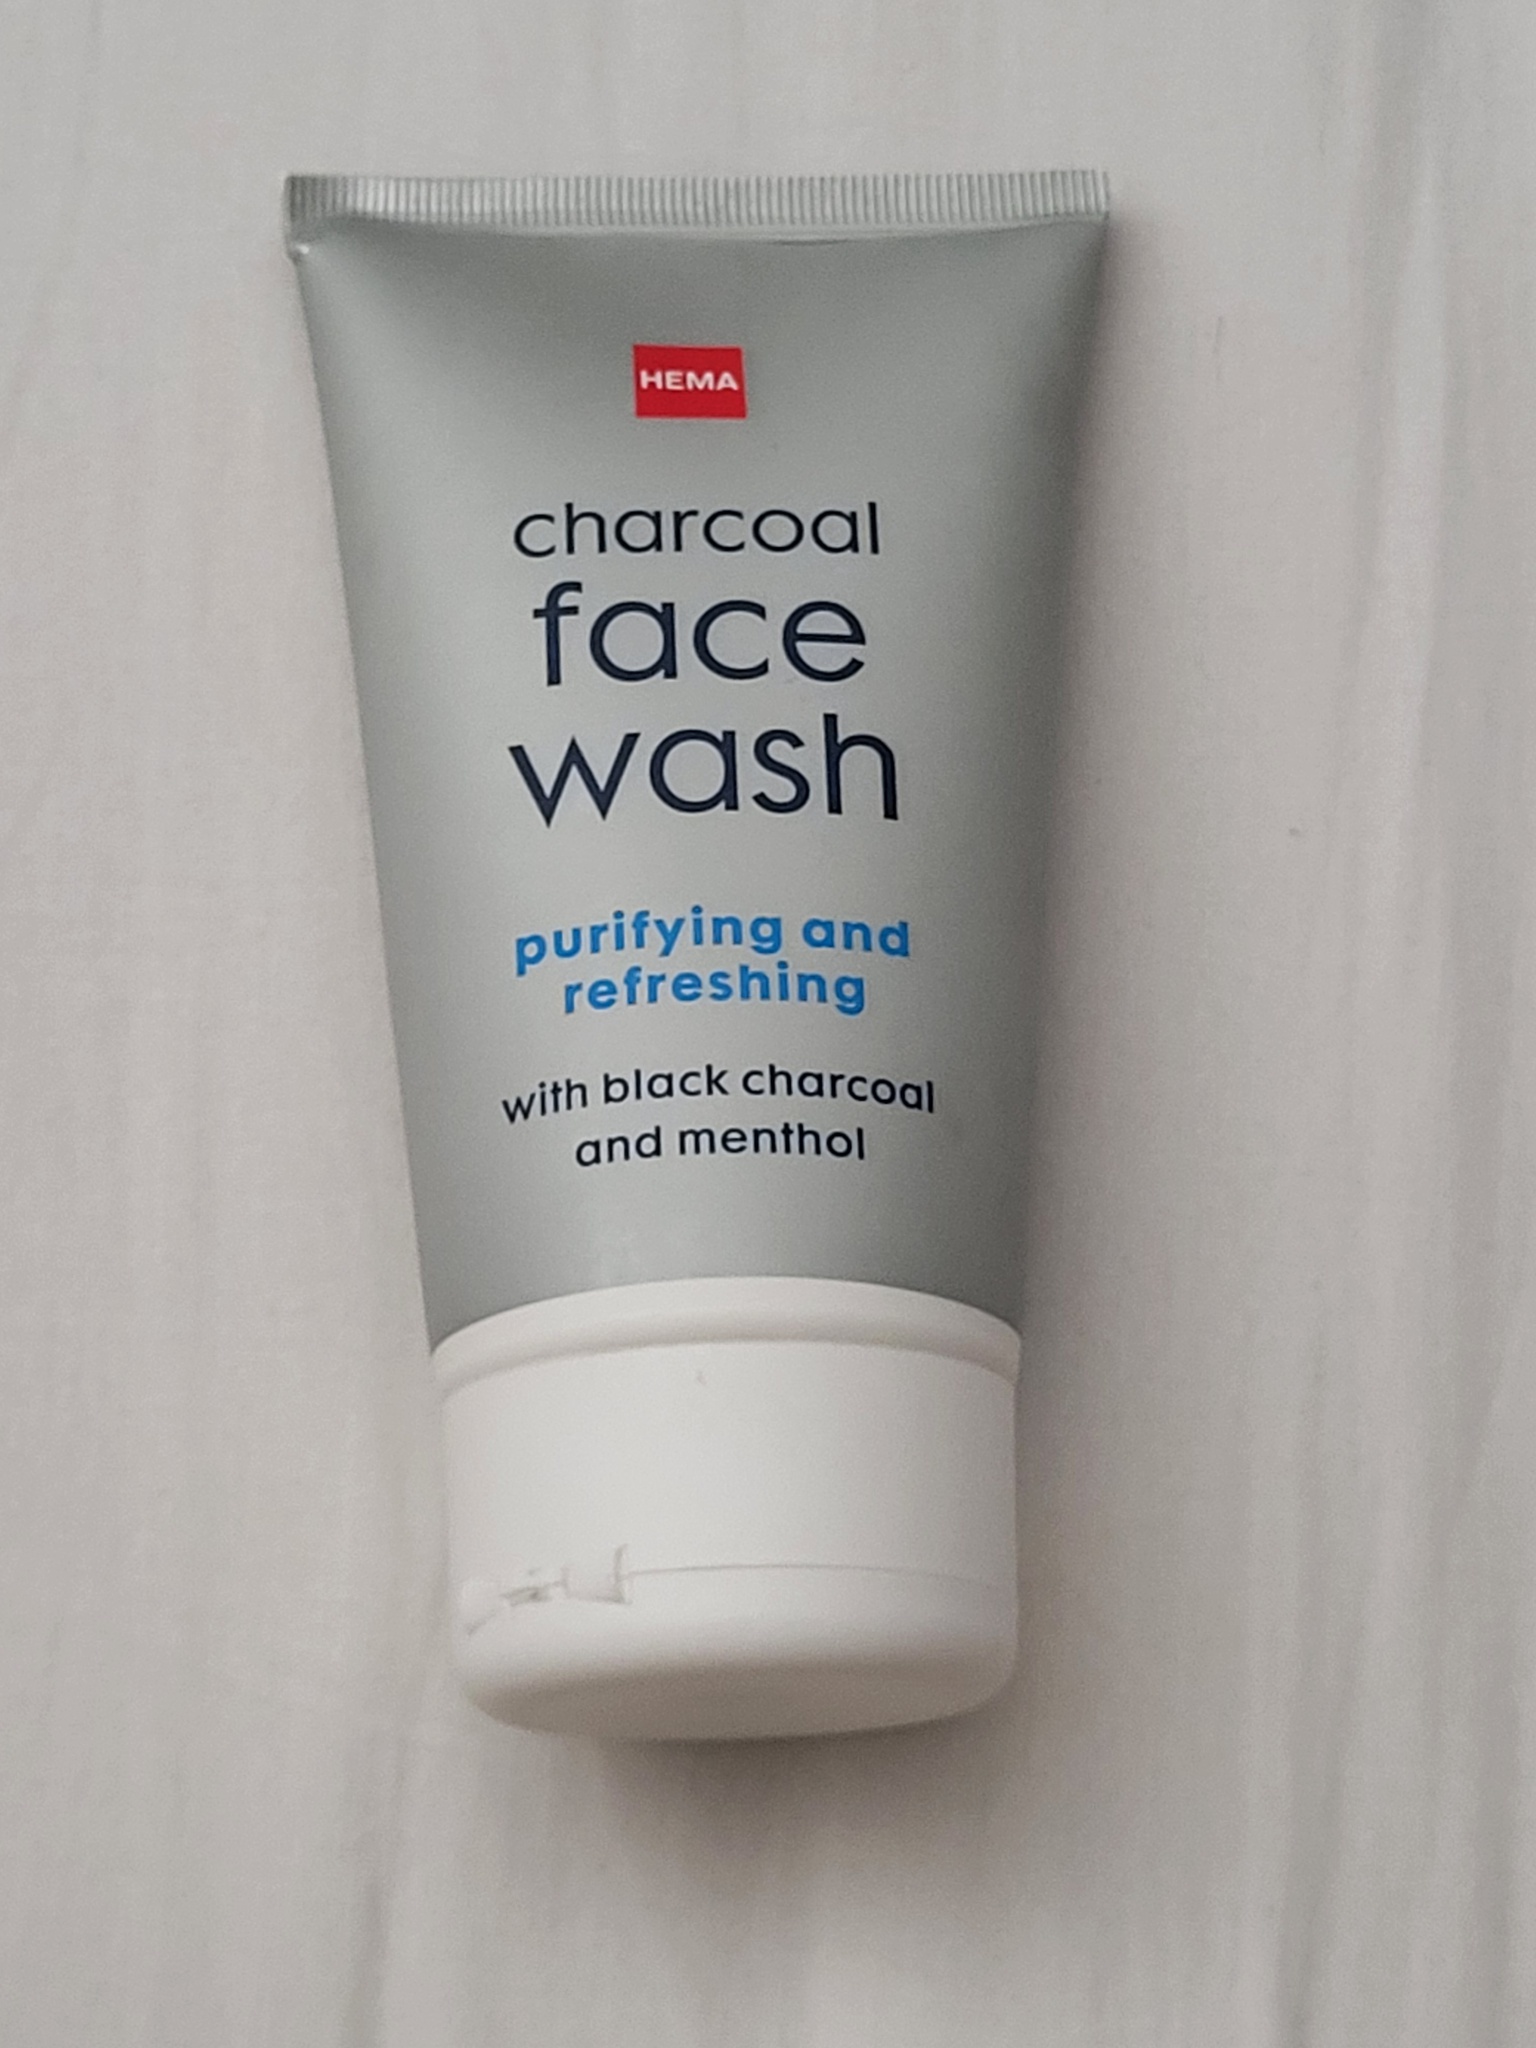 HEMA
charcoal
face
wash
purifying and
refreshing
with black charcoal
and menthol